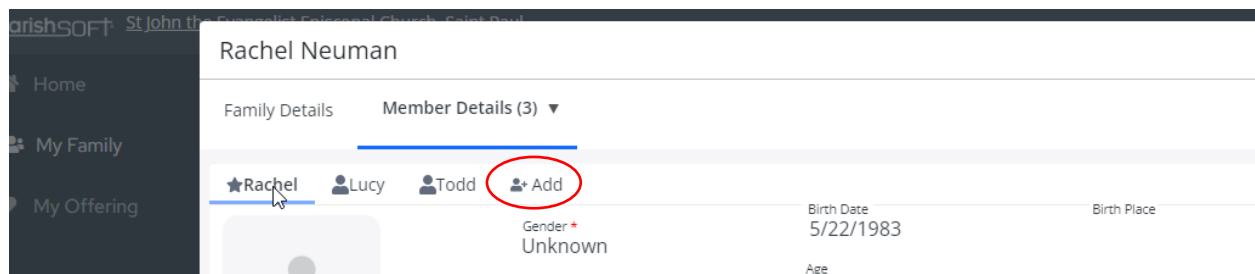 arishSOFT St John the Evangelist Episcopal Church, Saint Paul
Rachel Neuman
Home
Family Details Member Details (3) ▼
My Family
Rachel Lucy Todd Add
My Offering
Gender *
Unknown
Birth Date
5/22/1983
Birth Place
Age